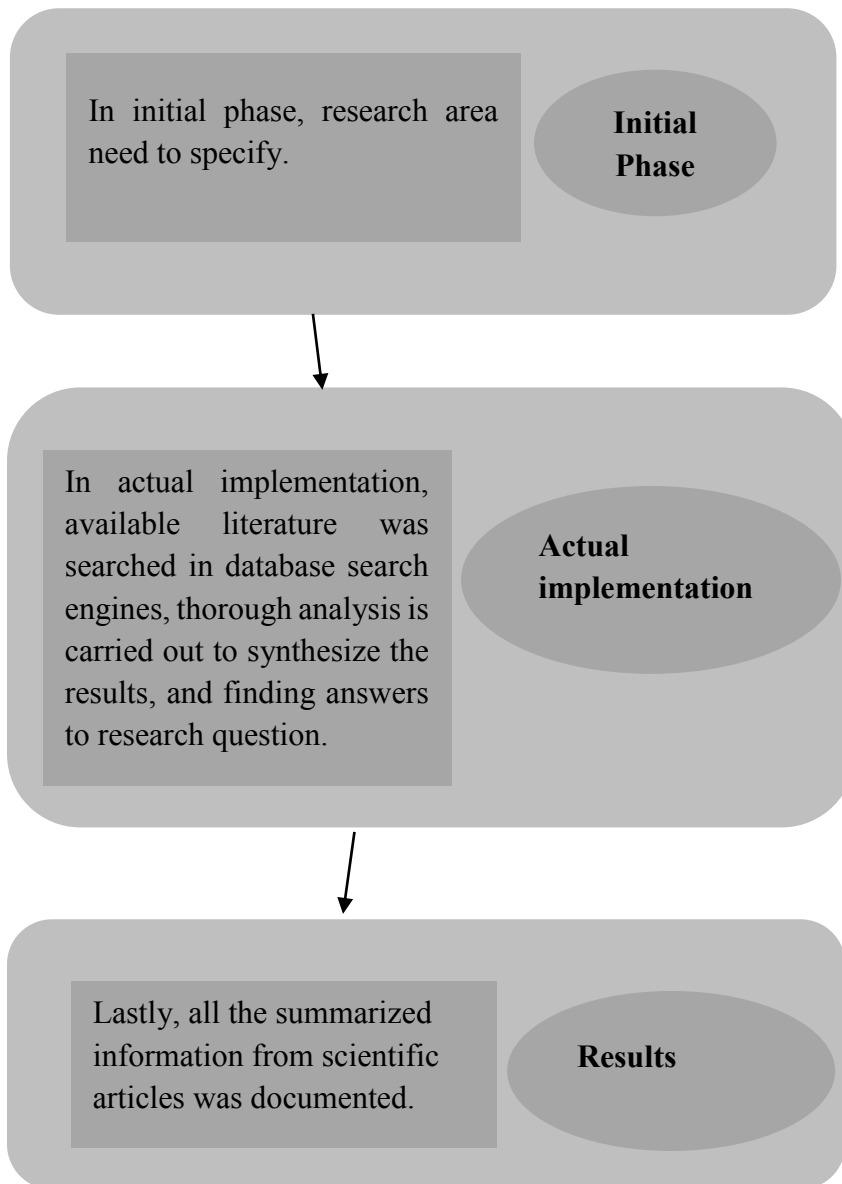 In initial phase, research area
need to specify.
Initial
Phase
In actual implementation,
available literature was
searched in database search
engines, thorough analysis is
carried out to synthesize the
results, and finding answers
to research question.
Actual
implementation
Lastly, all the summarized
information from scientific
articles was documented.
Results